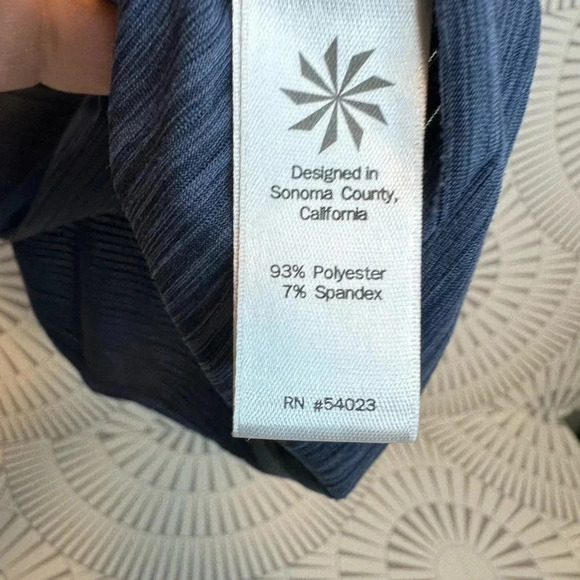 Designed in
Sonoma County,
California
93% Polyester
7% Spandex
RN #54023